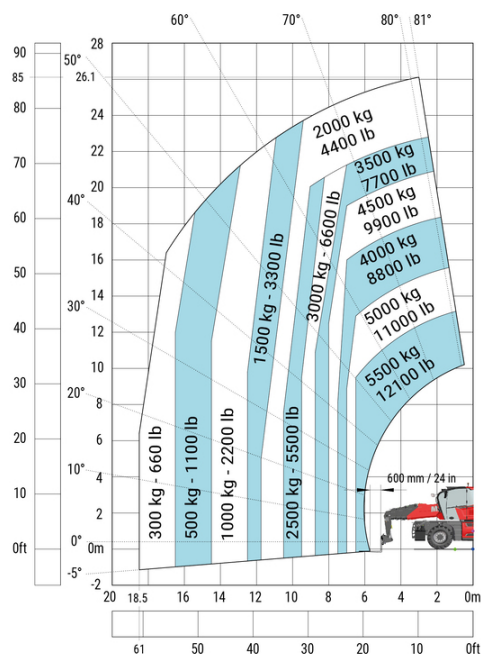 60°
70°
80°
81°
90
28
50°
85
26.1
80
24
2000 kg
4400 lb
70
22
3500 kg
7700 lb
20
40°
4500 kg
9900 lb
60
18
3000 kg - 6600 lb
4000 kg
8800 lb
50
16
1500 kg - 3300 lb
14
30°
5000 kg
11000 lb
40
12
10
5500 kg
12100 lb
30
20°
8
300 kg - 660 lb
500 kg - 1100 lb
1000 kg - 2200 lb
2500 kg - 5500 lb
20
6
10°
4
600 mm / 24 in
10
2
0°
0ft
0m
-5°
-2
20
18.5
16
14
12
10
8
6
4
2
0m
61
50
40
30
20
10
0ft